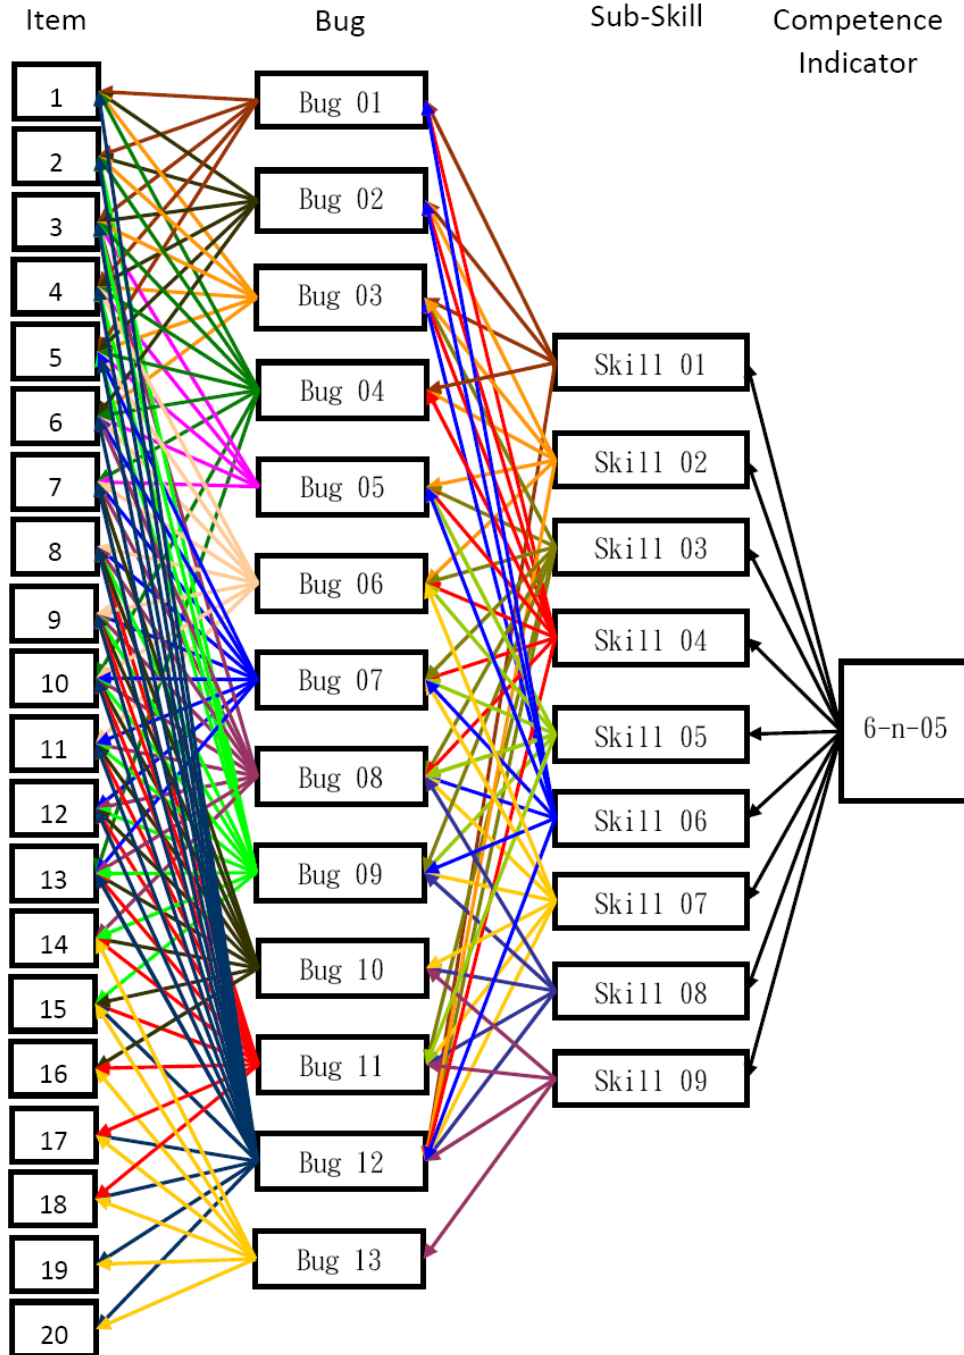 Item
Bug
Sub-Skill
Competence
Indicator
1
2
3
4
5
6
7
8
9
10
11
12
13
14
15
16
17
18
19
20
Bug 01
Bug 02
Bug 03
Bug 04
Bug 05
Bug 06
Bug 07
Bug 08
Bug 09
Bug 10
Bug 11
Bug 12
Bug 13
Skill 01
Skill 02
Skill 03
Skill 04
Skill 05
Skill 06
Skill 07
Skill 08
Skill 09
6-n-05